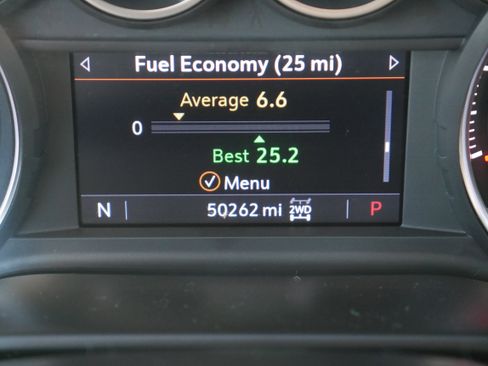 Fuel Economy (25 mi)
Average 6.6
0
Best 25.2
Menu
N 50262 mi 2WD P